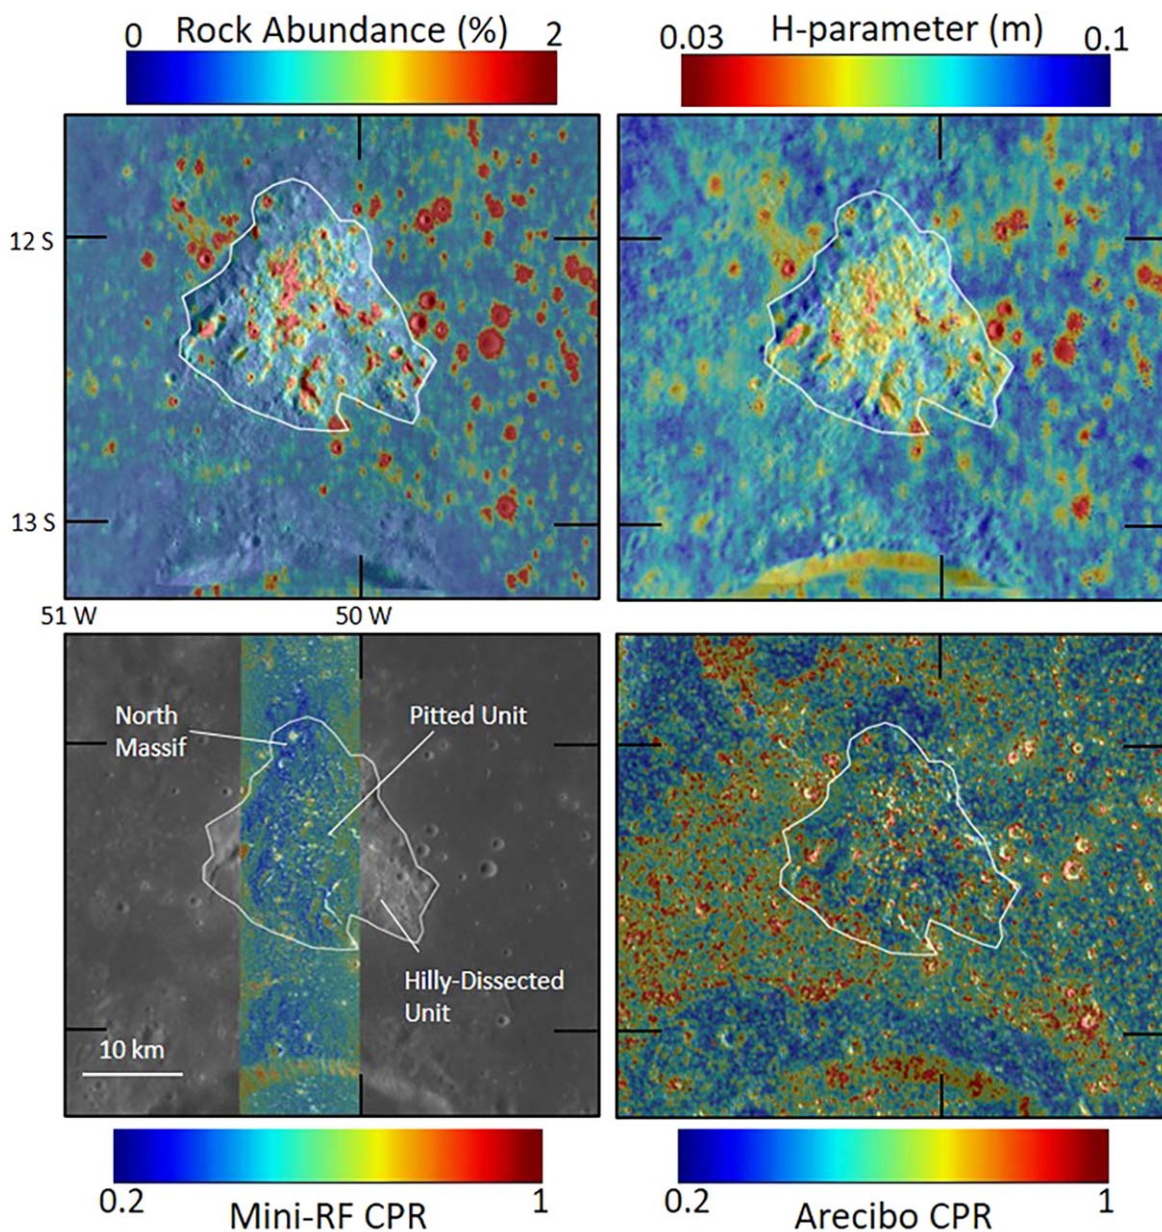 Rock Abundance (%)
0
2
H-parameter (m)
0.03
0.1
12 S
13 S
51 W
50 W
North
Massif
Pitted Unit
Hilly-Dissected
Unit
10 km
0.2
1
Mini-RF CPR
0.2
1
Arecibo CPR